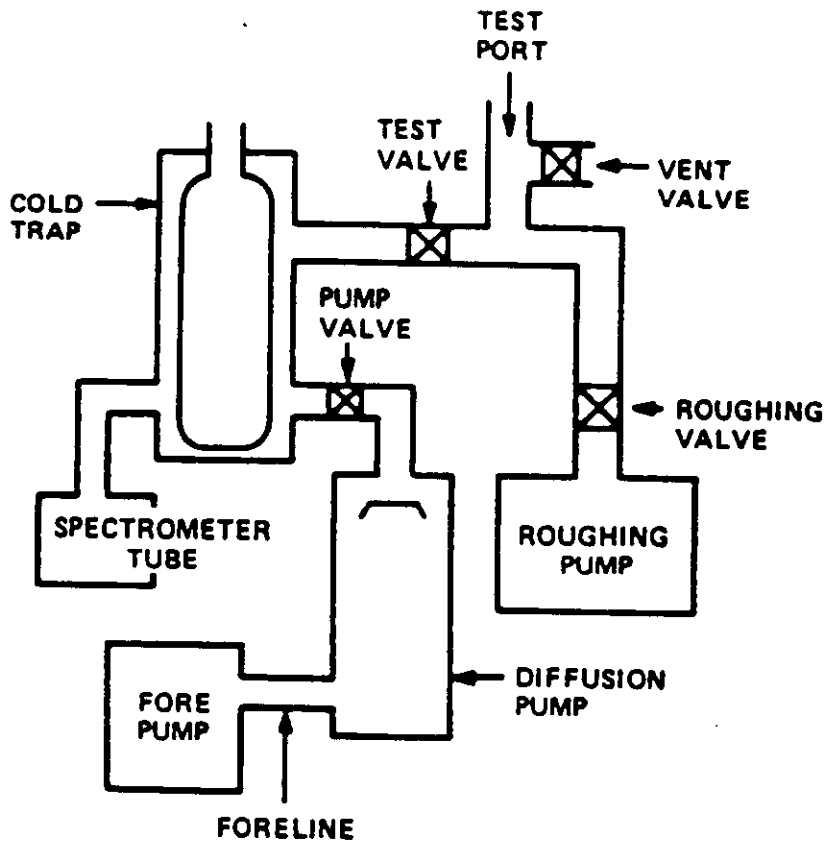 TEST
PORT
TEST
VALVE
VENT
VALVE
COLD
TRAP
PUMP
VALVE
ROUGHING
VALVE
SPECTROMETER
TUBE
ROUGHING
PUMP
FORE
PUMP
DIFFUSION
PUMP
FORELINE